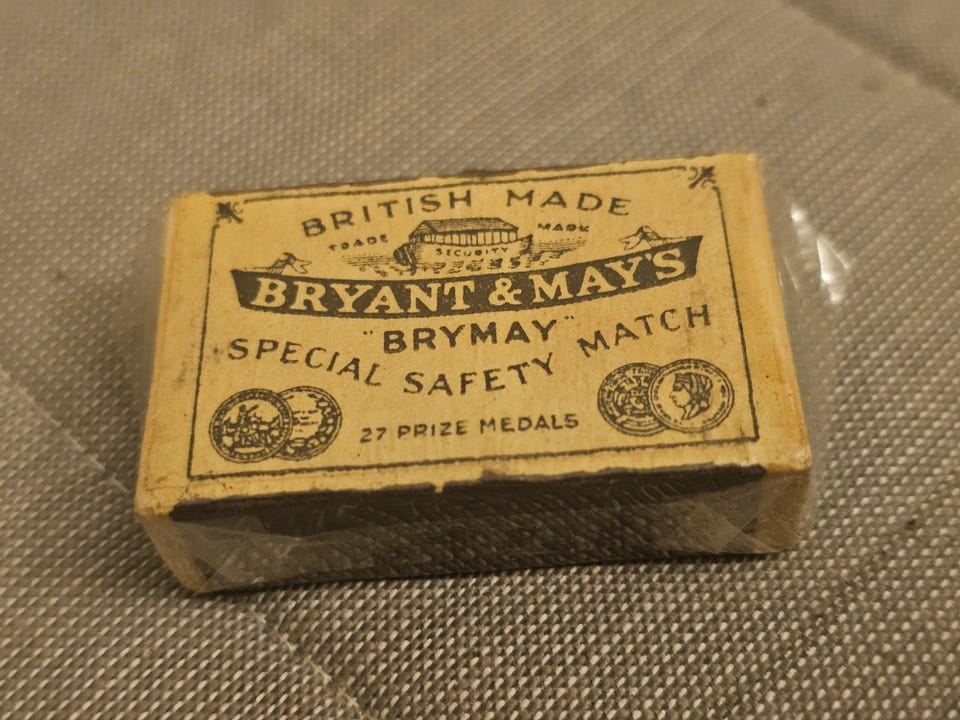 BRITISH MADE
TRADE MARK
SECURITY
BRYANT & MAY'S
"BRYMAY"
SPECIAL SAFETY MATCH
27 PRIZE MEDALS